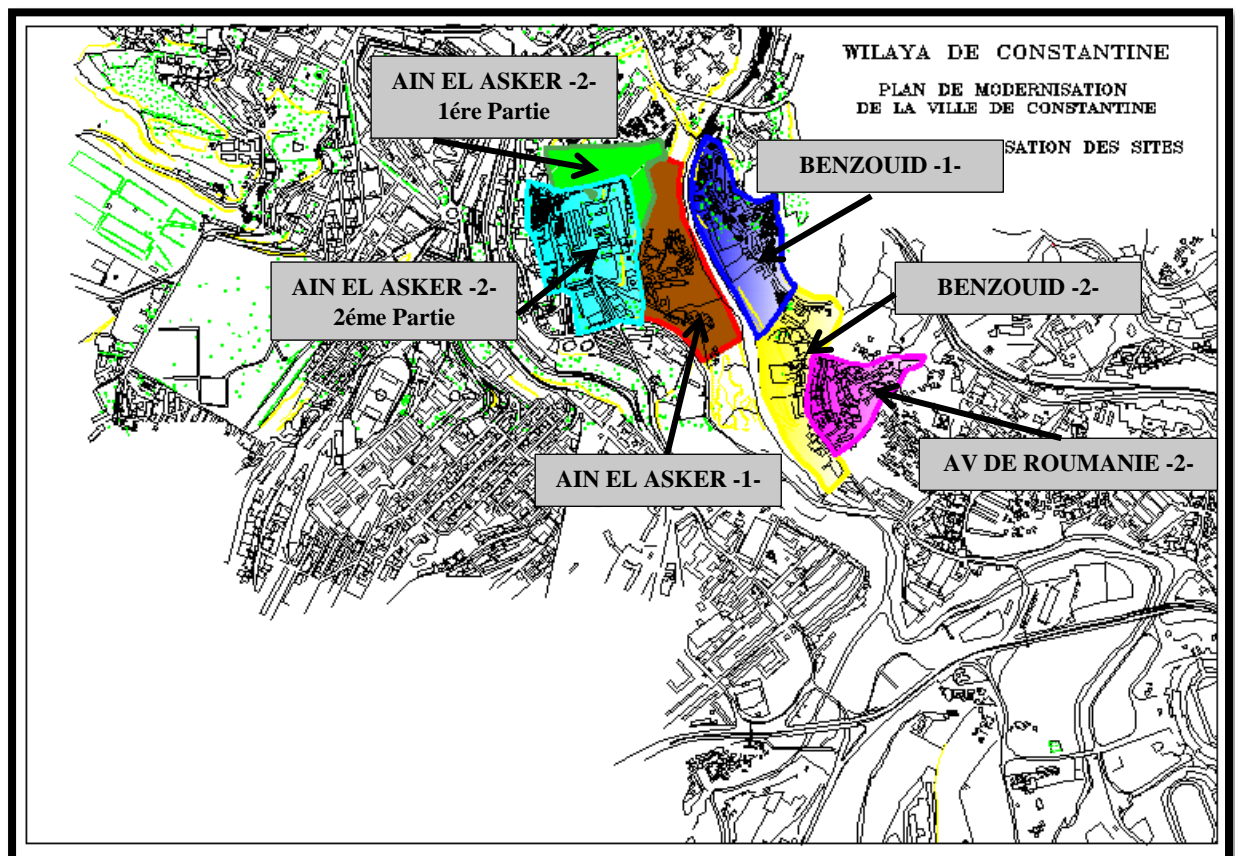 WILAYA DE CONSTANTINE
PLAN DE MODERNISATION
DE LA VILLE DE CONSTANTINE
SATION DES SITES
AIN EL ASKER -2-
1ére Partie
BENZOUID -1-
AIN EL ASKER -2-
2éme Partie
BENZOUID -2-
AIN EL ASKER -1-
AV DE ROUMANIE -2-